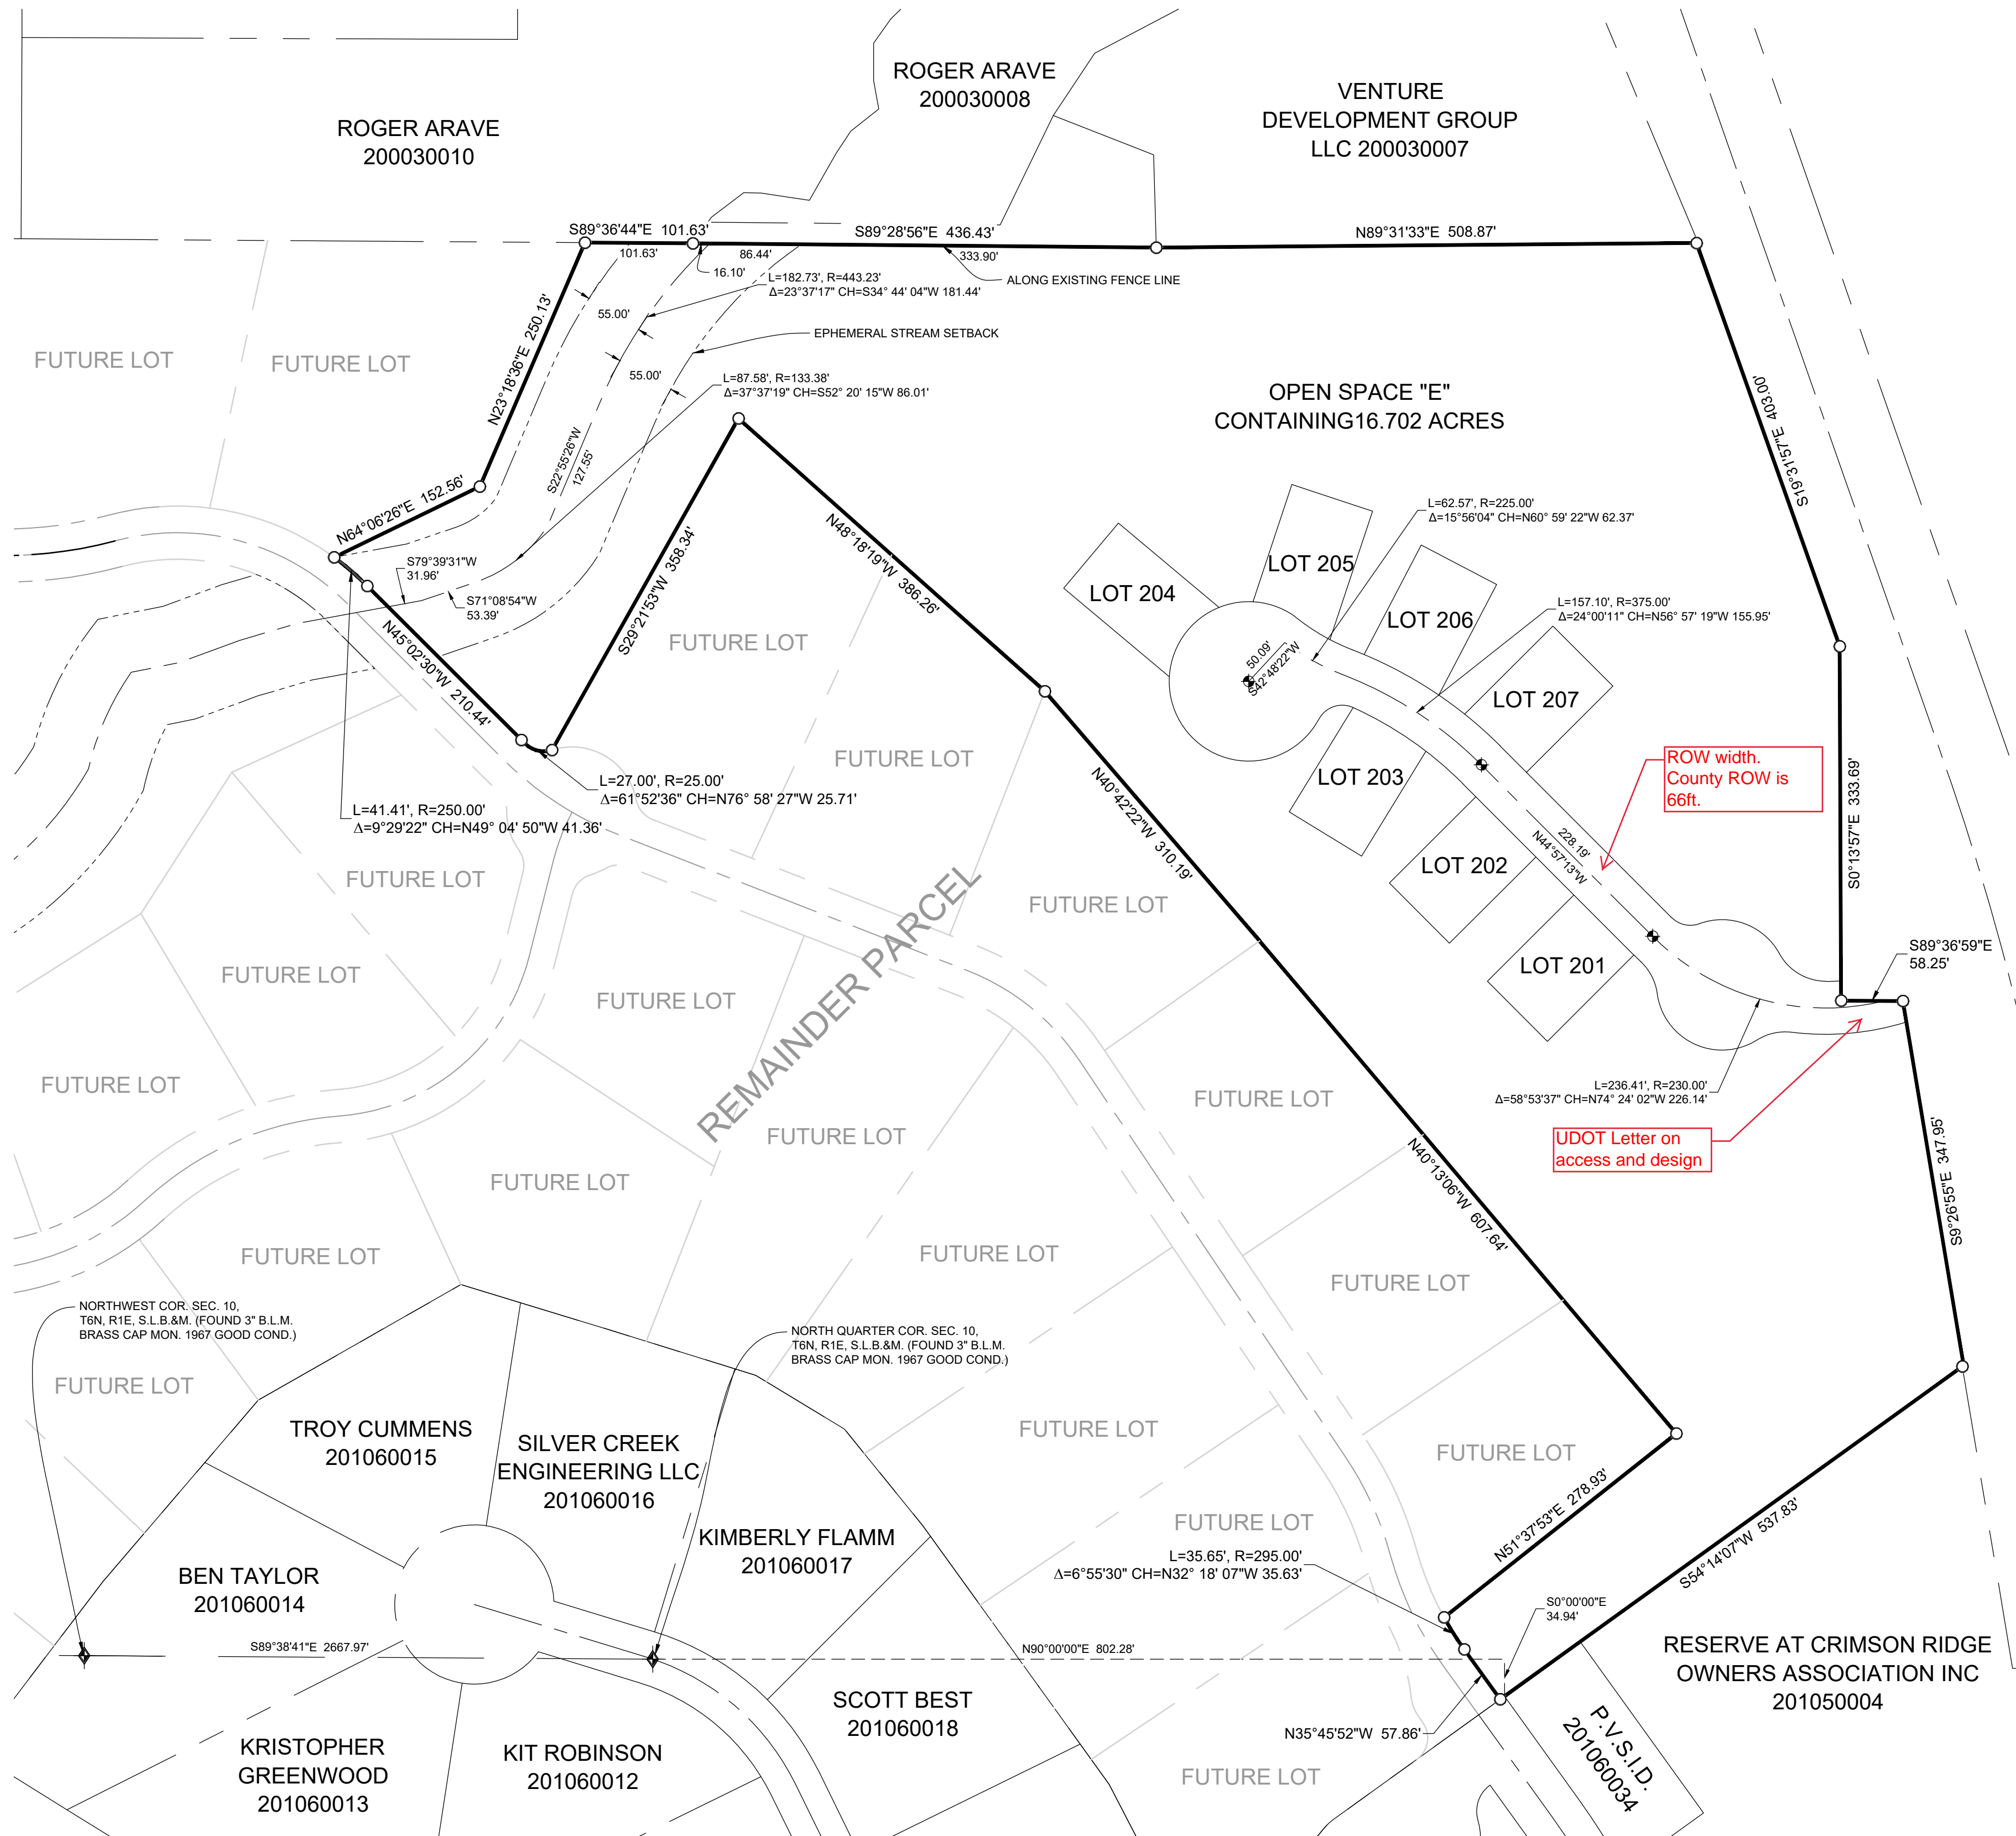 ROGER ARAVE
200030010
ROGER ARAVE
200030008
VENTURE
DEVELOPMENT GROUP
LLC 200030007
S89°36'44"E 101.63'
S89°28'56"E 436.43'
N89°31'33"E 508.87'
101.63'
86.44'
16.10'
333.90'
ALONG EXISTING FENCE LINE
L=182.73', R=443.23'
Δ=23°37'17" CH=S34° 44' 04"W 181.44'
55.00'
EPHEMERAL STREAM SETBACK
55.00'
L=87.58', R=133.38'
Δ=37°37'19" CH=S52° 20' 15"W 86.01'
N23°18'36"E 250.13'
FUTURE LOT
FUTURE LOT
OPEN SPACE "E"
CONTAINING16.702 ACRES
S19°31'57"E 403.00'
S22°55'26"W
127.55'
N64°06'26"E 152.56'
S79°39'31"W
31.96'
S71°08'54"W
53.39'
N45°02'30"W 210.44'
S29°21'53"W 358.34'
N48°18'19"W 386.26'
L=62.57', R=225.00'
Δ=15°56'04" CH=N60° 59' 22"W 62.37'
LOT 204
LOT 205
LOT 206
L=157.10', R=375.00'
Δ=24°00'11" CH=N56° 57' 19"W 155.95'
50.09'
S42°48'22"W
LOT 207
FUTURE LOT
FUTURE LOT
LOT 203
ROW width.
County ROW is
66ft.
S0°13'57"E 333.69'
L=27.00', R=25.00'
Δ=61°52'36" CH=N76° 58' 27"W 25.71'
L=41.41', R=250.00'
Δ=9°29'22" CH=N49° 04' 50"W 41.36'
N40°42'22"W 310.19'
228.19'
N44°57'13"W
LOT 202
FUTURE LOT
FUTURE LOT
LOT 201
S89°36'59"E
58.25'
FUTURE LOT
FUTURE LOT
REMAINDER PARCEL
FUTURE LOT
FUTURE LOT
L=236.41', R=230.00'
Δ=58°53'37" CH=N74° 24' 02"W 226.14'
UDOT Letter on
access and design
FUTURE LOT
FUTURE LOT
N40°13'06"W 607.64'
S9°26'55"E 347.95'
FUTURE LOT
FUTURE LOT
FUTURE LOT
NORTHWEST COR. SEC. 10,
T6N, R1E, S.L.B.&M. (FOUND 3" B.L.M.
BRASS CAP MON. 1967 GOOD COND.)
NORTH QUARTER COR. SEC. 10,
T6N, R1E, S.L.B.&M. (FOUND 3" B.L.M.
BRASS CAP MON. 1967 GOOD COND.)
FUTURE LOT
TROY CUMMENS
201060015
SILVER CREEK
ENGINEERING LLC
201060016
FUTURE LOT
FUTURE LOT
N51°37'53"E 278.93'
FUTURE LOT
KIMBERLY FLAMM
201060017
L=35.65', R=295.00'
Δ=6°55'30" CH=N32° 18' 07"W 35.63'
S54°14'07"W 537.83'
BEN TAYLOR
201060014
S0°00'00"E
34.94'
S89°38'41"E 2667.97'
N90°00'00"E 802.28'
RESERVE AT CRIMSON RIDGE
OWNERS ASSOCIATION INC
201050004
SCOTT BEST
201060018
N35°45'52"W 57.86'
P.V.S.I.D.
201060034
KRISTOPHER
GREENWOOD
201060013
KIT ROBINSON
201060012
FUTURE LOT